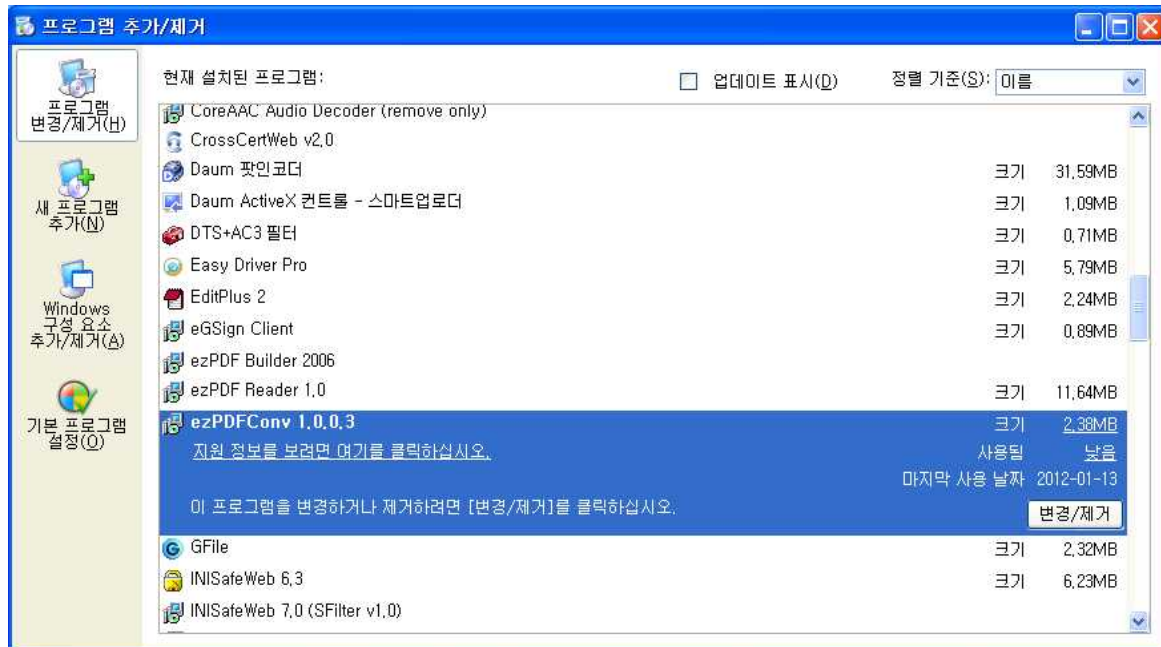 프로그램 추가/제거
현재 설치된 프로그램:
업데이트 표시(D)
정렬 기준(S): 이름
프로그램
변경/제거(H)
새 프로그램
추가(N)
Windows
구성 요소
추가/제거(A)
기본 프로그램
설정(O)
CoreAAC Audio Decoder (remove only)
CrossCertWeb v2.0
Daum 팟인코더 크기 31.59MB
Daum ActiveX 컨트롤 - 스마트업로더 크기 1.09MB
DTS+AC3 필터 크기 0.71MB
Easy Driver Pro 크기 5.79MB
EditPlus 2 크기 2.24MB
eGSign Client 크기 0.89MB
ezPDF Builder 2006
ezPDF Reader 1.0 크기 11.64MB
ezPDFConv 1.0.0.3 크기 2.38MB
지원 정보를 보려면 여기를 클릭하십시오. 사용됨 낮음
마지막 사용 날짜 2012-01-13
이 프로그램을 변경하거나 제거하려면 [변경/제거]를 클릭하십시오. 변경/제거
GFile 크기 2.32MB
INISafeWeb 6.3 크기 6.23MB
INISafeWeb 7.0 (SFilter v1.0)